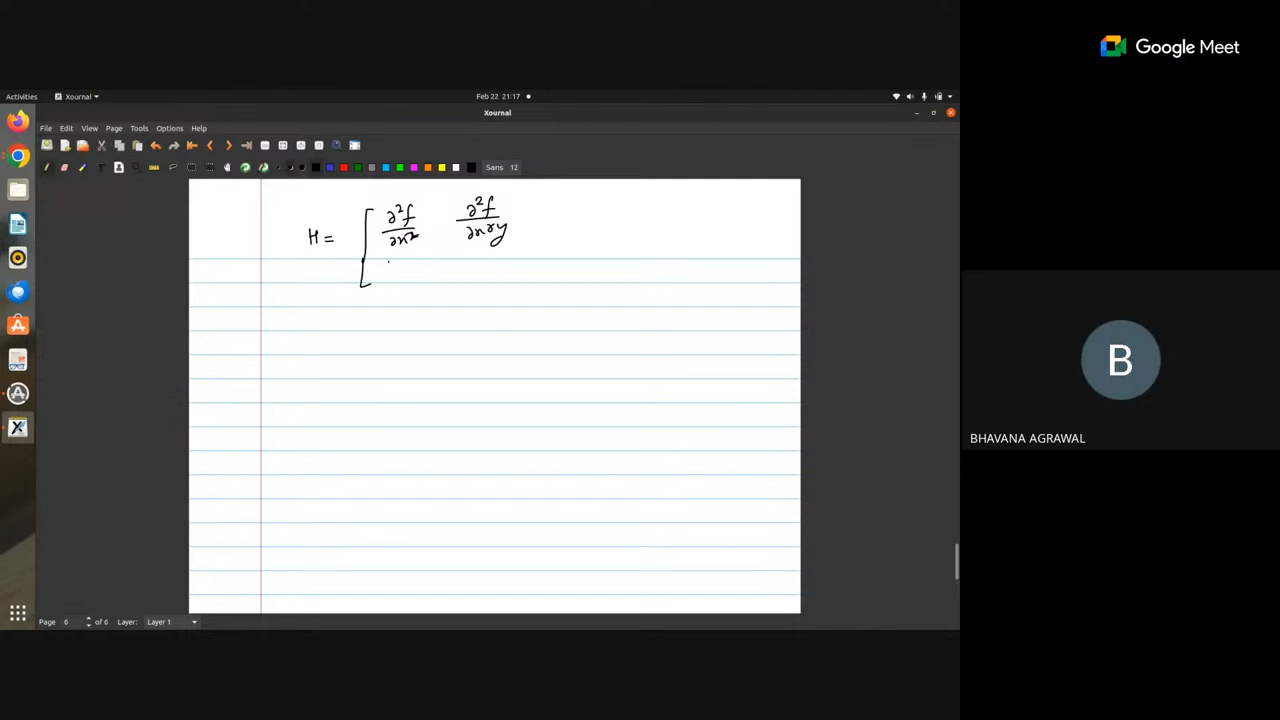 Google Meet
Activities Xournal Feb 22 21:17
Xournal
File Edit View Page Tools Options Help
Sans 12
H = [ ∂²f/∂x² ∂²f/∂x∂y
B
BHAVANA AGRAWAL
Page 6 of 6 Layer: Layer 1